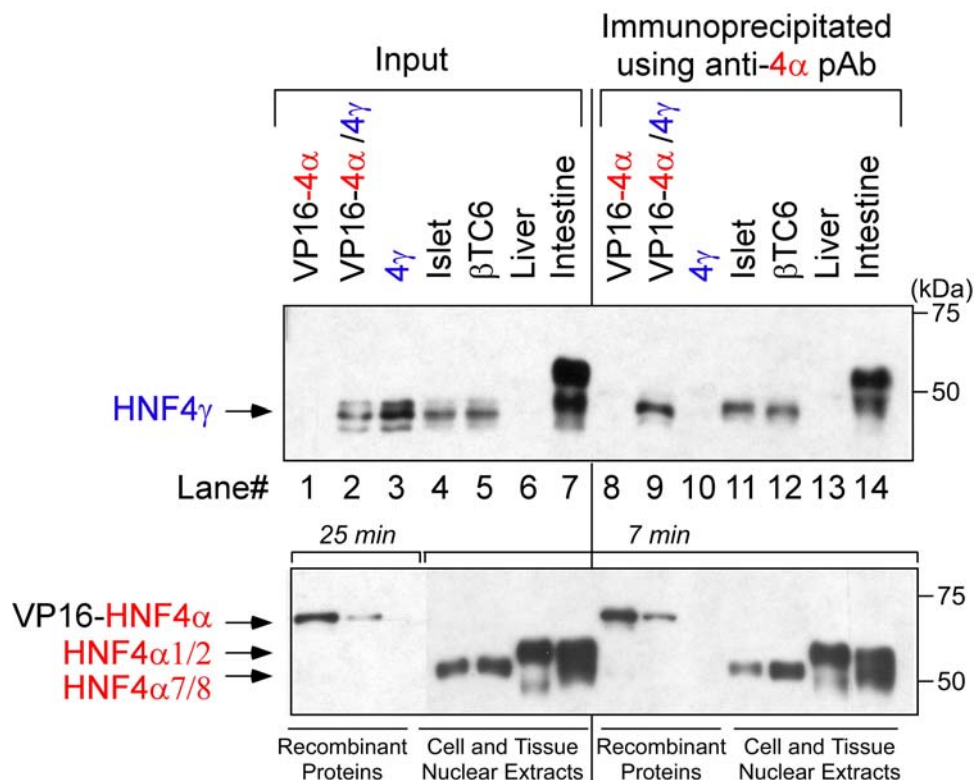 Input
Immunoprecipitated
using anti-4α pAb
VP16-4α
VP16-4α/4γ
4γ
Islet
βTC6
Liver
Intestine
VP16-4α
VP16-4α/4γ
4γ
Islet
βTC6
Liver
Intestine
(kDa)
75
50
HNF4γ
Lane# 1 2 3 4 5 6 7 8 9 10 11 12 13 14
25 min 7 min
VP16-HNF4α
HNF4α1/2
HNF4α7/8
75
50
Recombinant Proteins
Cell and Tissue Nuclear Extracts
Recombinant Proteins
Cell and Tissue Nuclear Extracts